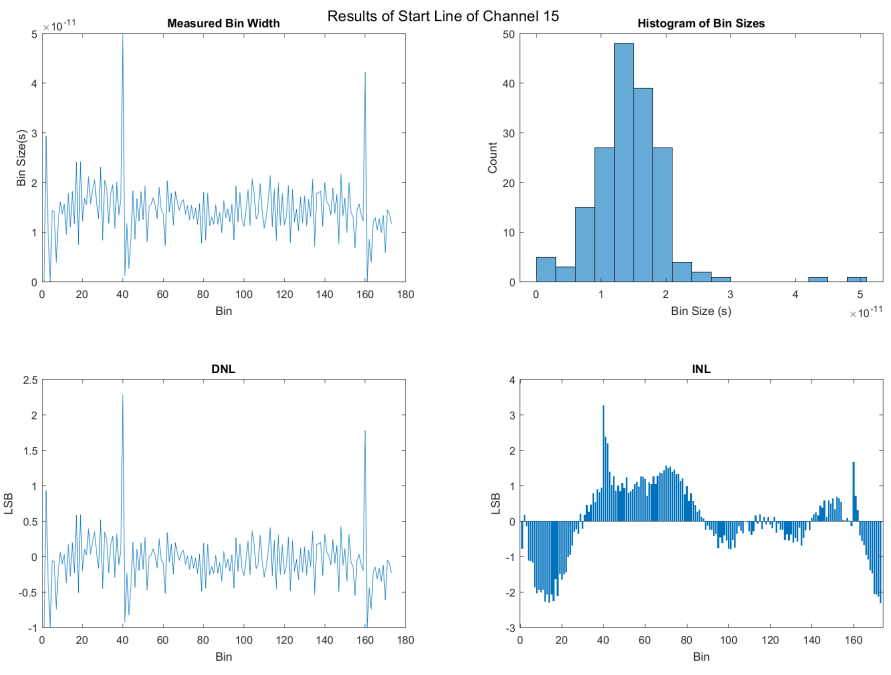 Results of Start Line of Channel 15
Measured Bin Width
×10-11
5
4
3
2
1
0
Bin Size(s)
0 20 40 60 80 100 120 140 160 180
Bin
Histogram of Bin Sizes
50
40
30
20
10
0
Count
0 1 2 3 4 5
Bin Size (s)
×10-11
DNL
2.5
2
1.5
1
0.5
0
-0.5
-1
LSB
0 20 40 60 80 100 120 140 160 180
Bin
INL
4
3
2
1
0
-1
-2
-3
LSB
0 20 40 60 80 100 120 140 160
Bin